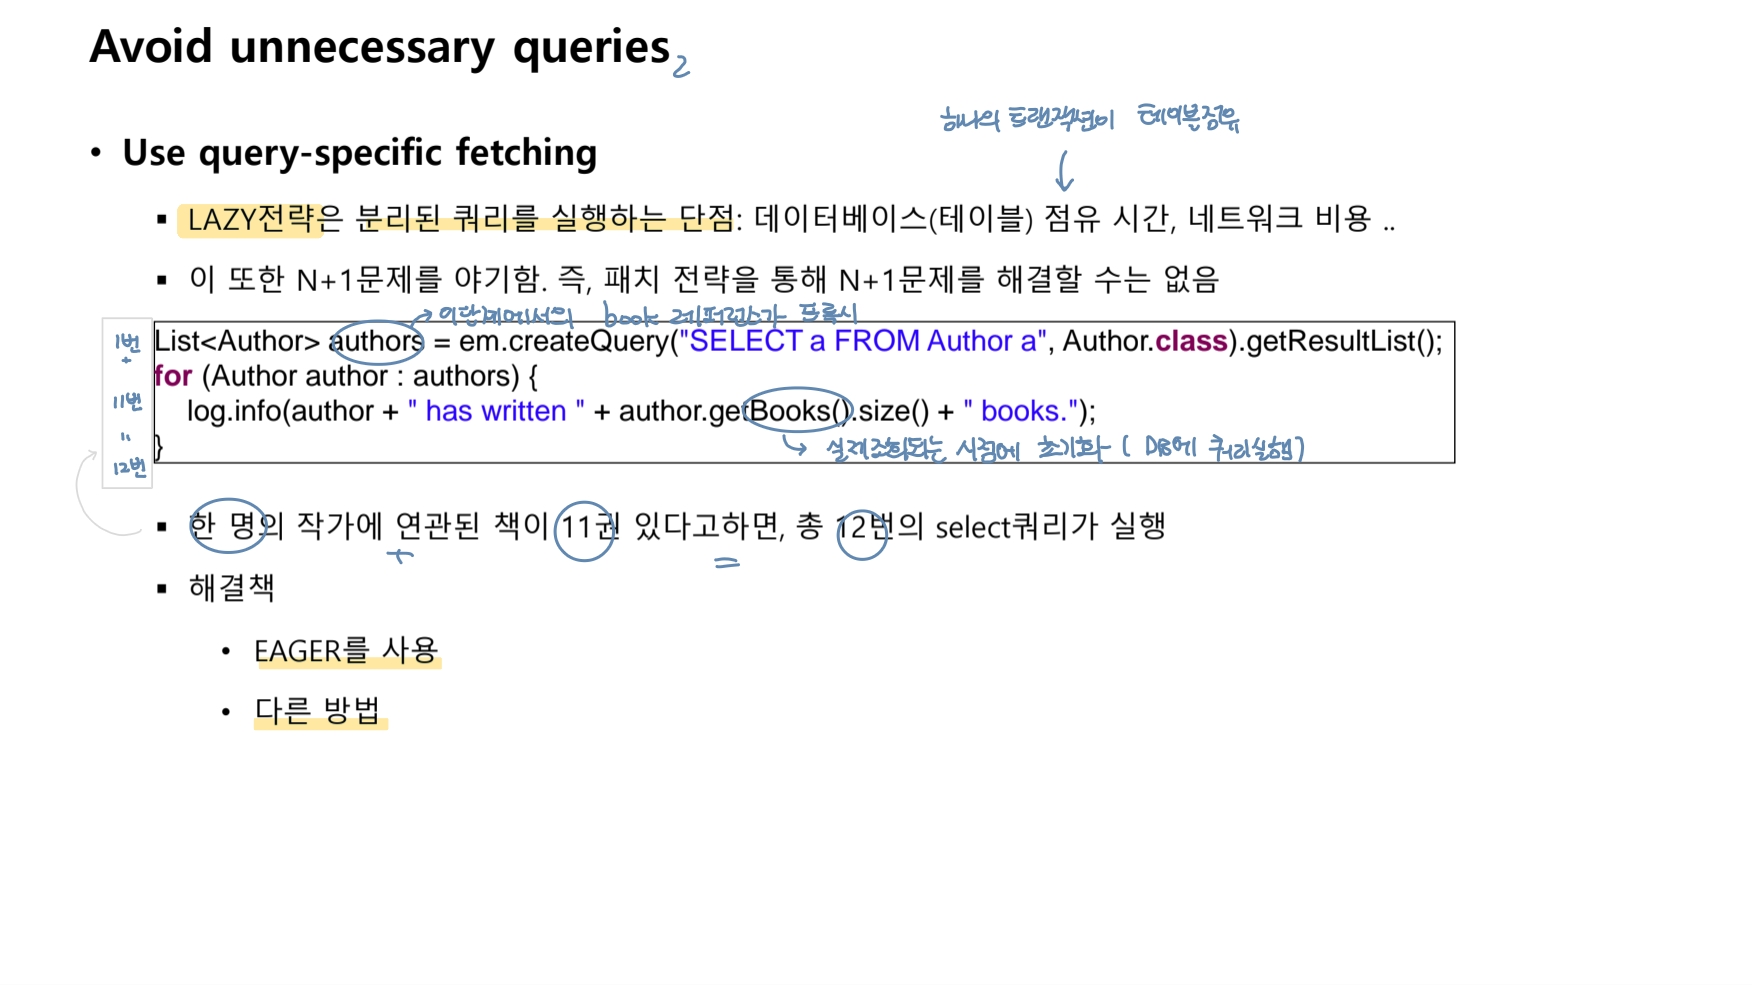 Avoid unnecessary queries 2
하나의 트랜잭션이 테이블점유
• Use query-specific fetching
▪ LAZY전략은 분리된 쿼리를 실행하는 단점: 데이터베이스(테이블) 점유 시간, 네트워크 비용 ..
▪ 이 또한 N+1문제를 야기함. 즉, 패치 전략을 통해 N+1문제를 해결할 수는 없음
→ 이단계에서의 book 레퍼런스가 프록시
1번 List<Author> authors = em.createQuery("SELECT a FROM Author a", Author.class).getResultList();
+
for (Author author : authors) {
11번 log.info(author + " has written " + author.getBooks().size() + " books.");
" }
→ 실제조회되는 시점에 초기화 ( DB에 쿼리실행)
12번
▪ 한 명의 작가에 연관된 책이 11권 있다고하면, 총 12번의 select쿼리가 실행
+ =
▪ 해결책
• EAGER를 사용
• 다른 방법